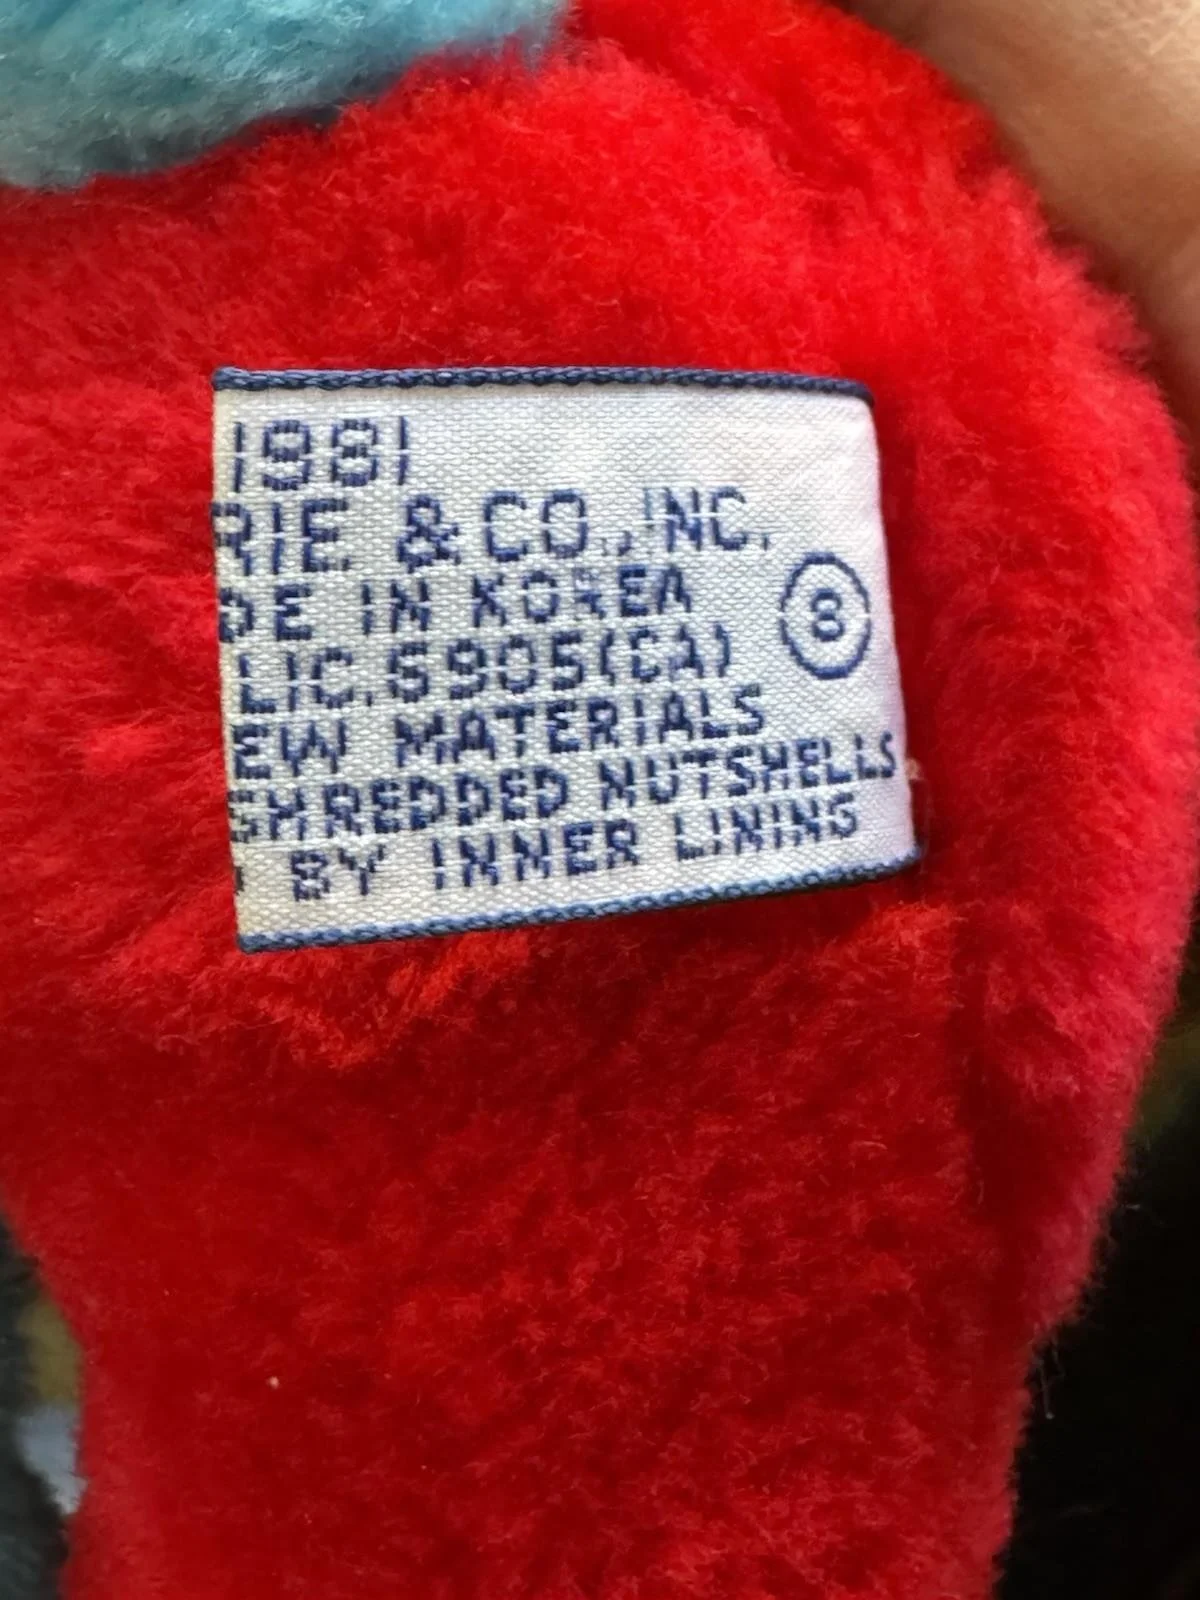 1981
RIE & CO., INC.
DE IN KOREA
8
LIC. 5905(CA)
EW MATERIALS
SHREDDED NUTSHELLS
BY INNER LINING